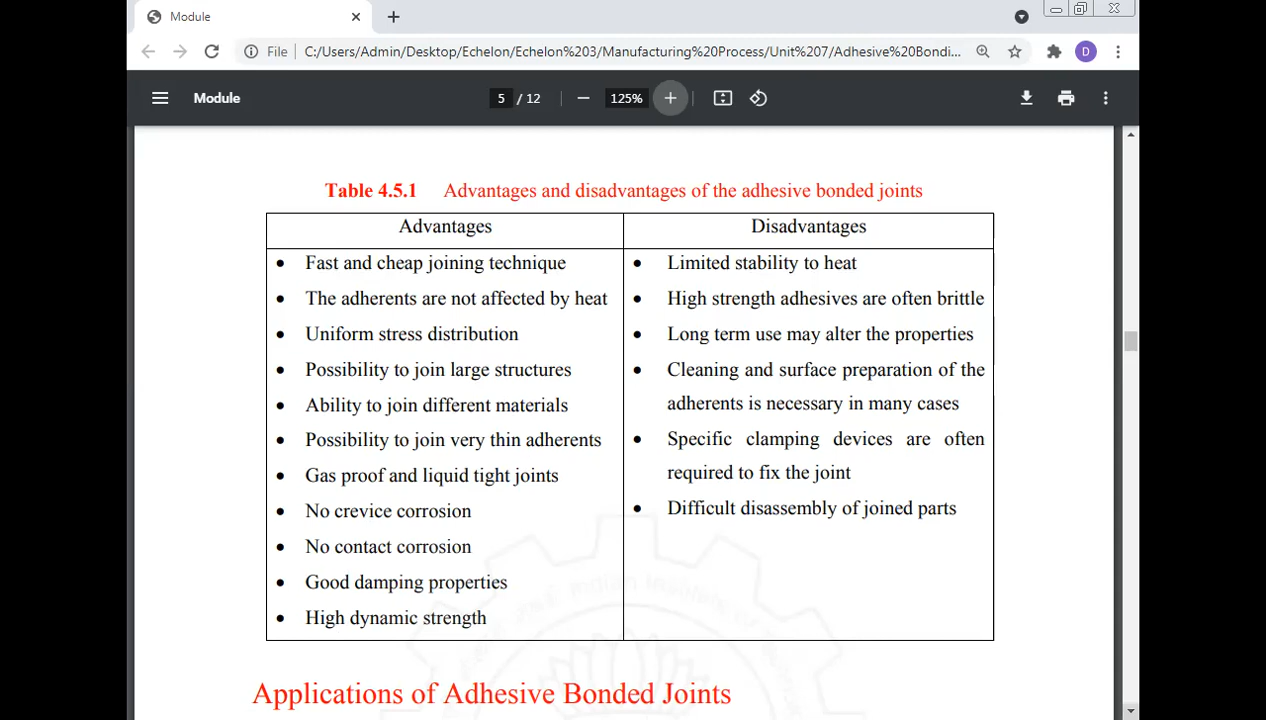 Module
File
C:/Users/Admin/Desktop/Echelon/Echelon%203/Manufacturing%20Process/Unit%207/Adhesive%20Bondi...
D
Module
5 / 12
125%
Table 4.5.1 Advantages and disadvantages of the adhesive bonded joints
Advantages
• Fast and cheap joining technique
• The adherents are not affected by heat
• Uniform stress distribution
• Possibility to join large structures
• Ability to join different materials
• Possibility to join very thin adherents
• Gas proof and liquid tight joints
• No crevice corrosion
• No contact corrosion
• Good damping properties
• High dynamic strength
Disadvantages
• Limited stability to heat
• High strength adhesives are often brittle
• Long term use may alter the properties
• Cleaning and surface preparation of the
adherents is necessary in many cases
• Specific clamping devices are often
required to fix the joint
• Difficult disassembly of joined parts
Applications of Adhesive Bonded Joints